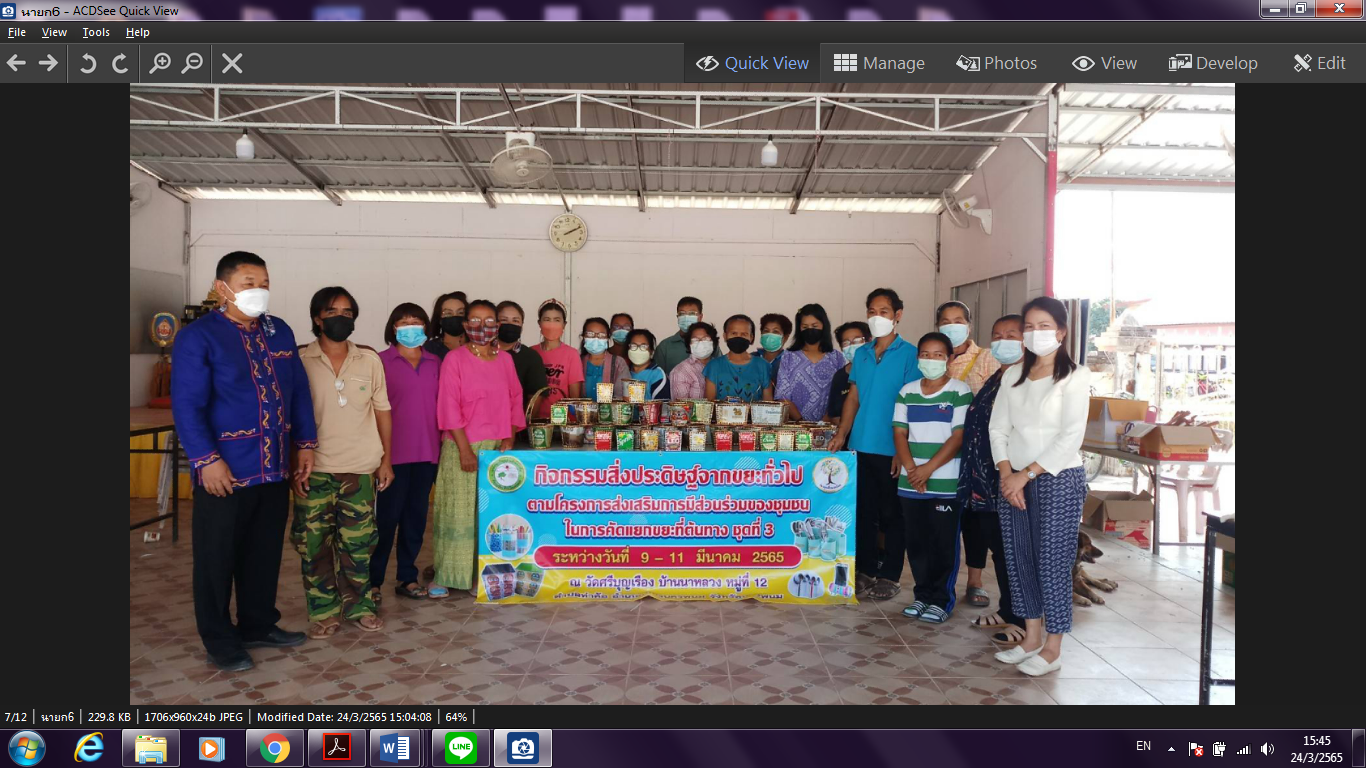 นายก6 - ACDSee Quick View
File View Tools Help
Quick View Manage Photos View Develop Edit
กิจกรรมสิ่งประดิษฐ์จากขยะทั่วไป
ตามโครงการส่งเสริมการมีส่วนร่วมของชุมชน
ในการคัดแยกขยะที่ต้นทาง ชุดที่ 3
ระหว่างวันที่ 9 - 11 มีนาคม 2565
ณ วัดศรีบุญเรือง บ้านนาหลวง หมู่ที่ 12
7/12 นายก6 229.8 KB 1706x960x24b JPEG Modified Date: 24/3/2565 15:04:08 64%
LINE
EN
15:45
24/3/2565